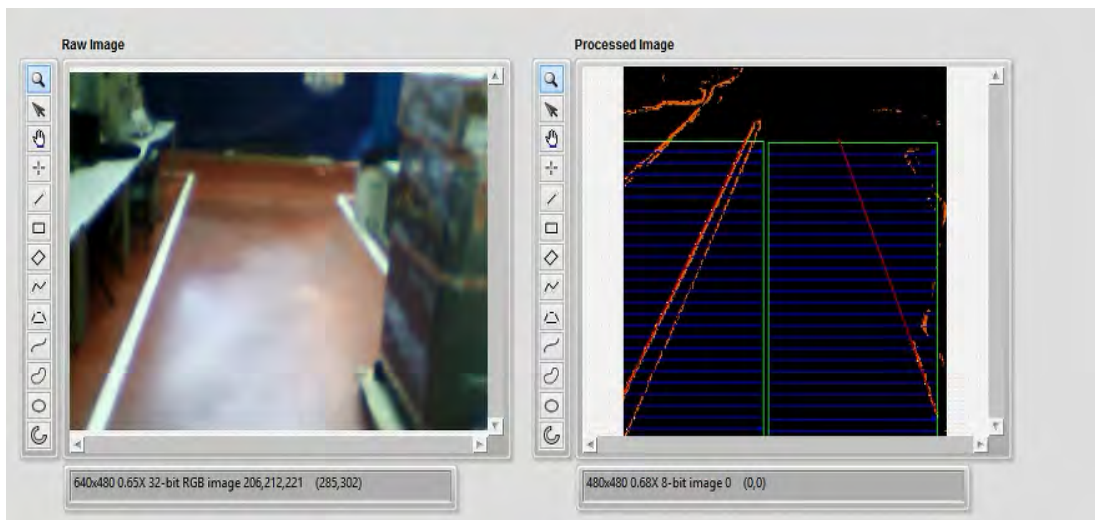 Raw Image
Processed Image
640x480 0.65X 32-bit RGB image 206,212,221 (285,302)
480x480 0.68X 8-bit image 0 (0,0)